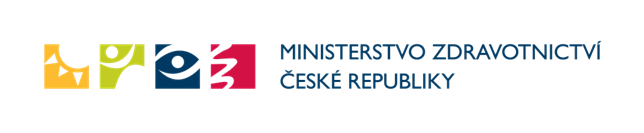 MINISTERSTVO ZDRAVOTNICTVÍ
ČESKÉ REPUBLIKY